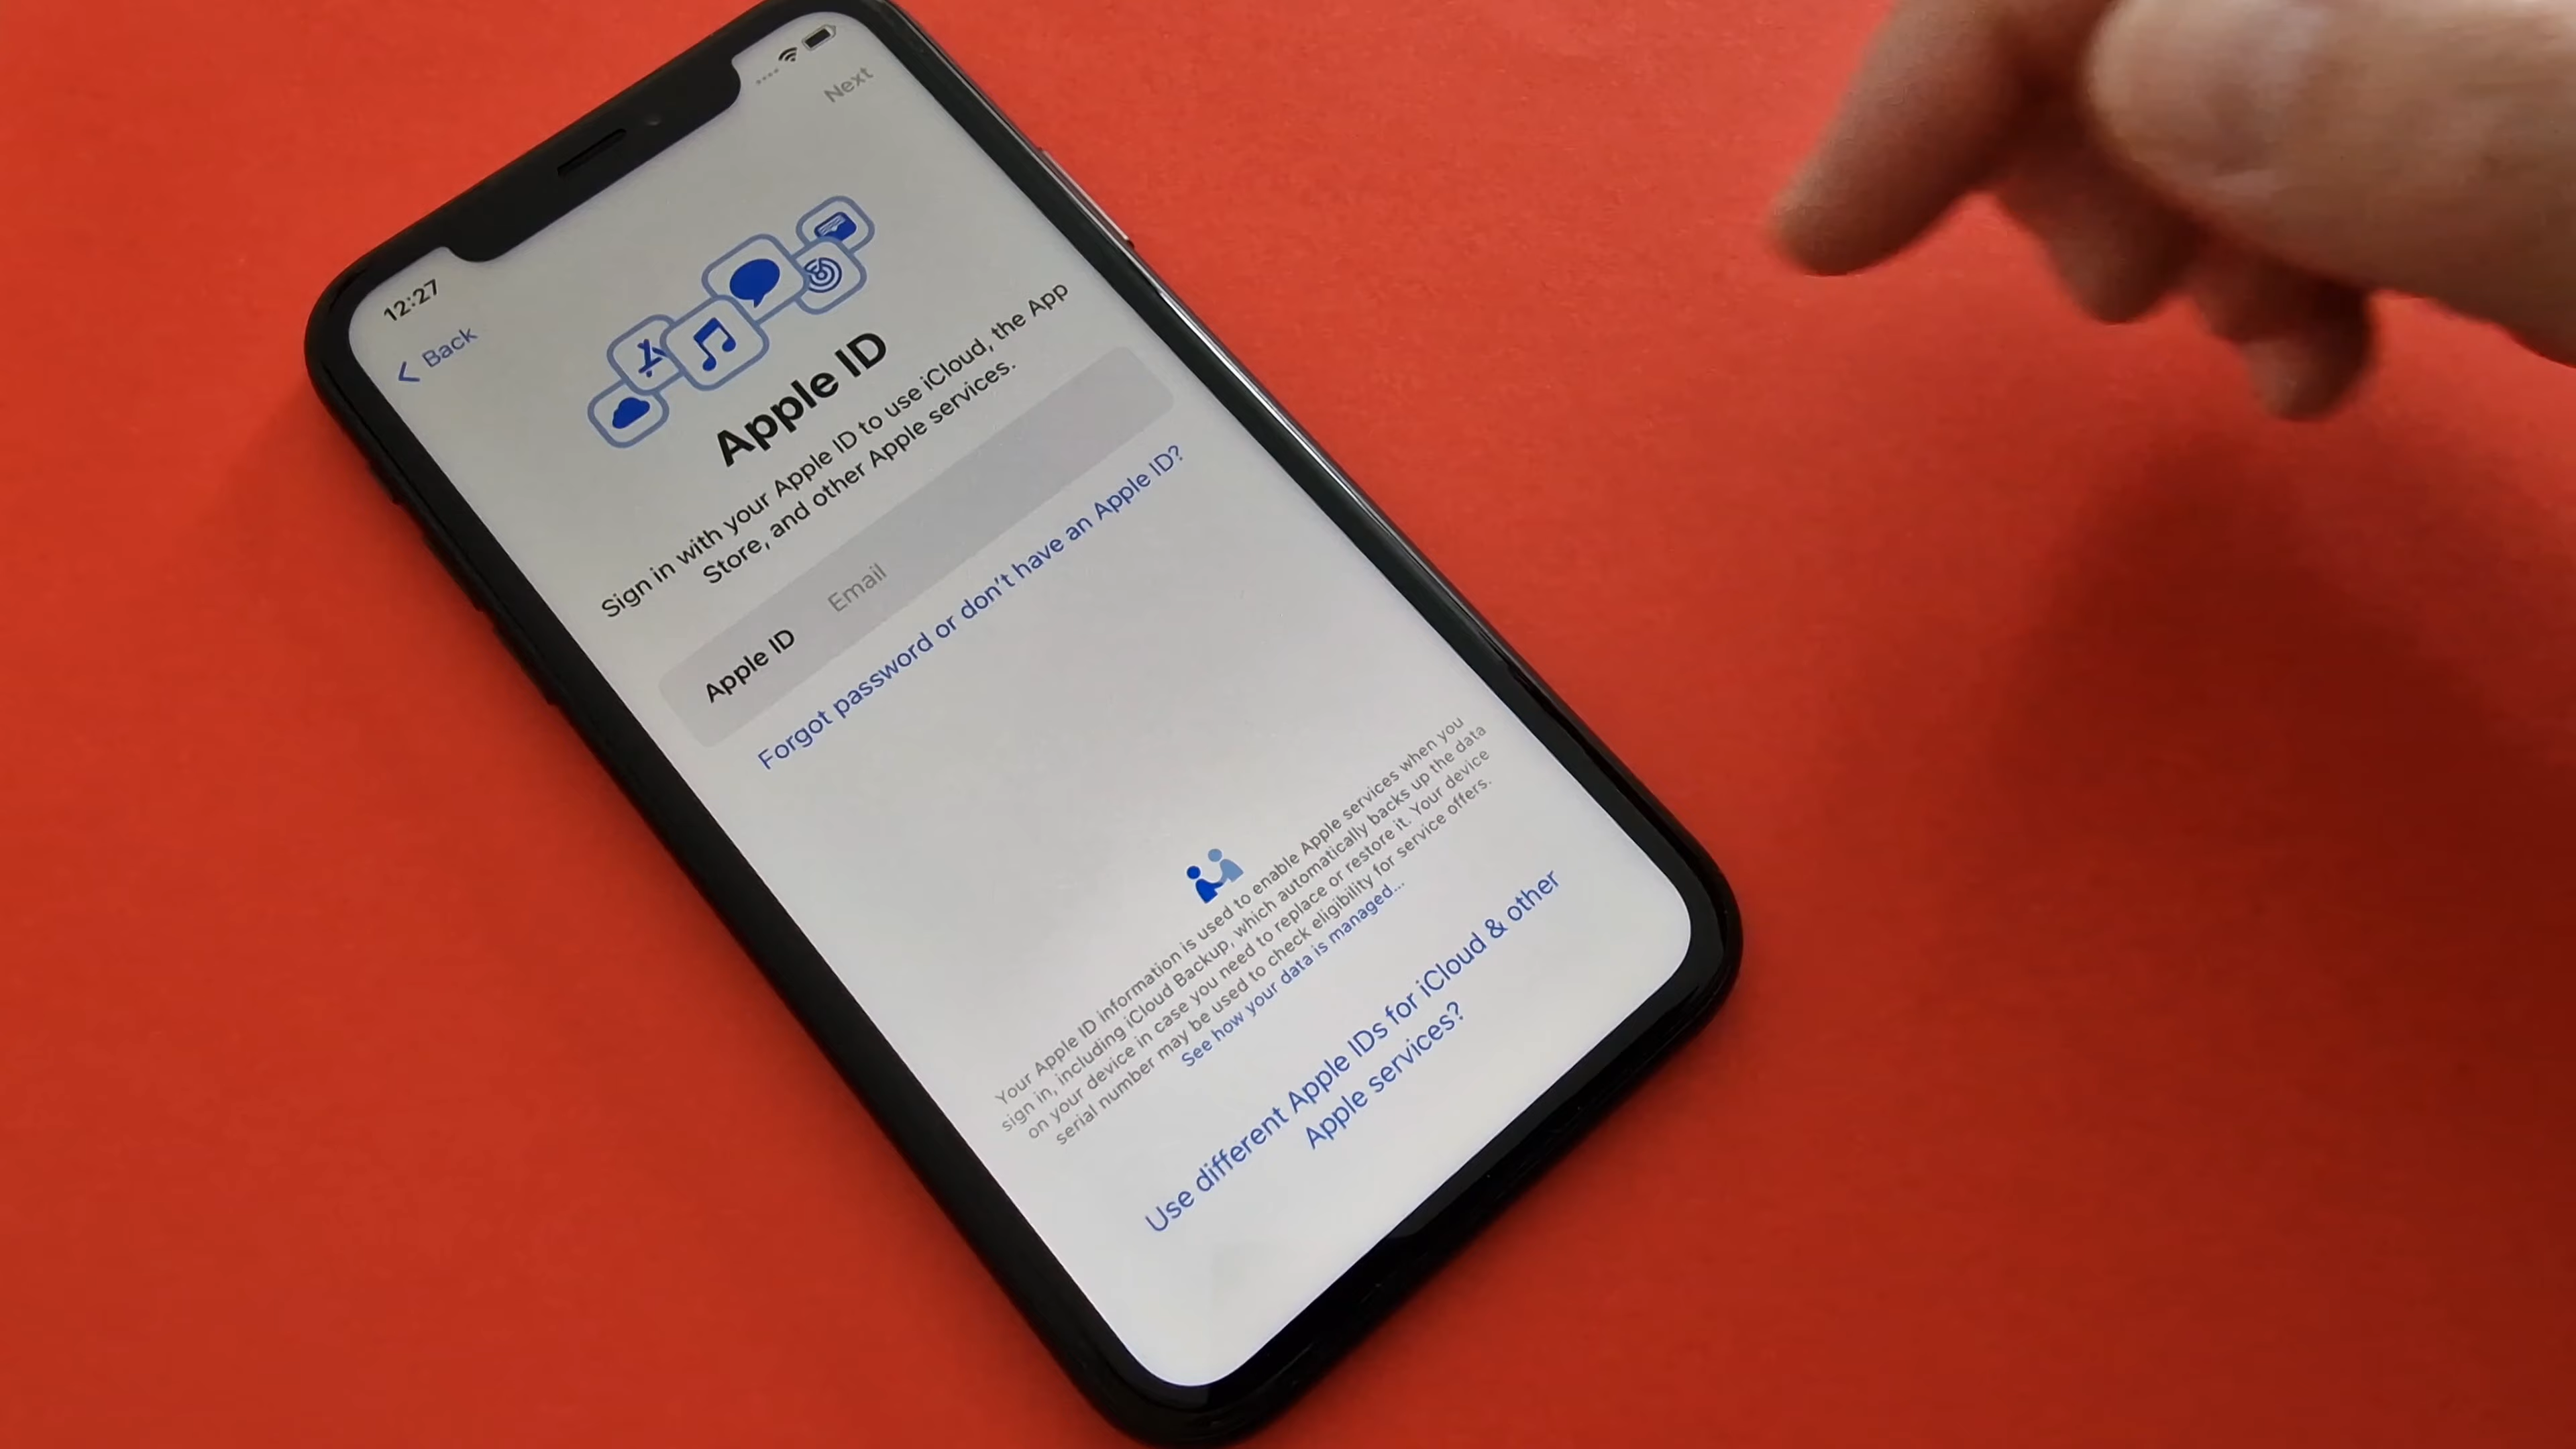 12:27
Back
Next
Apple ID
Sign in with your Apple ID to use iCloud, the App
Store, and other Apple services.
Apple ID Email
Forgot password or don't have an Apple ID?
Your Apple ID information is used to enable Apple services when you
sign in, including iCloud Backup, which automatically backs up the data
on your device in case you need to replace or restore it. Your device
serial number may be used to check eligibility for service offers.
See how your data is managed...
Use different Apple IDs for iCloud & other
Apple services?